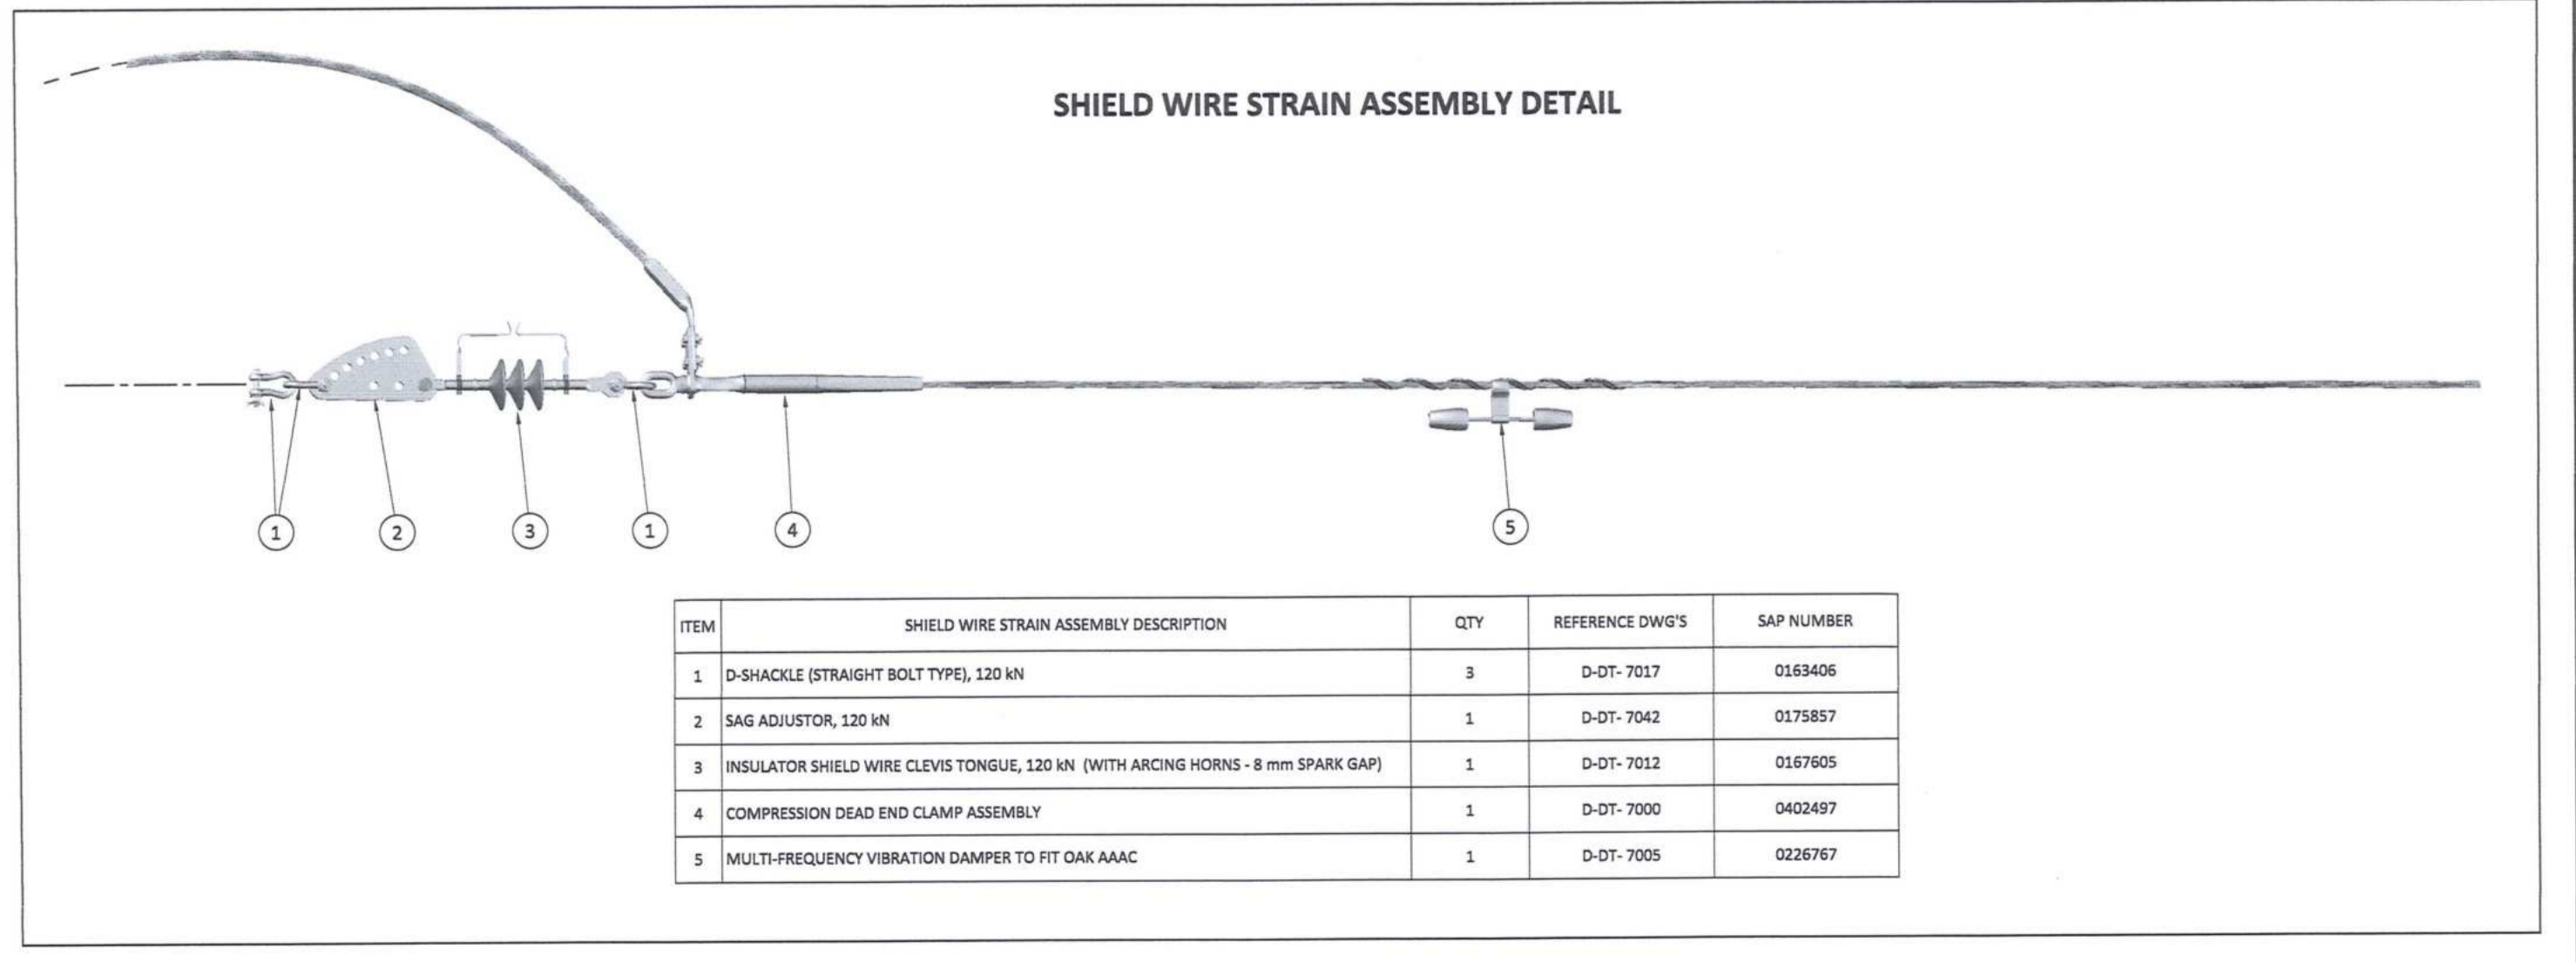 SHIELD WIRE STRAIN ASSEMBLY DETAIL
1 2 3 1 4 5
ITEM SHIELD WIRE STRAIN ASSEMBLY DESCRIPTION QTY REFERENCE DWG'S SAP NUMBER
1 D-SHACKLE (STRAIGHT BOLT TYPE), 120 kN 3 D-DT- 7017 0163406
2 SAG ADJUSTOR, 120 kN 1 D-DT- 7042 0175857
3 INSULATOR SHIELD WIRE CLEVIS TONGUE, 120 kN (WITH ARCING HORNS - 8 mm SPARK GAP) 1 D-DT- 7012 0167605
4 COMPRESSION DEAD END CLAMP ASSEMBLY 1 D-DT- 7000 0402497
5 MULTI-FREQUENCY VIBRATION DAMPER TO FIT OAK AAAC 1 D-DT- 7005 0226767